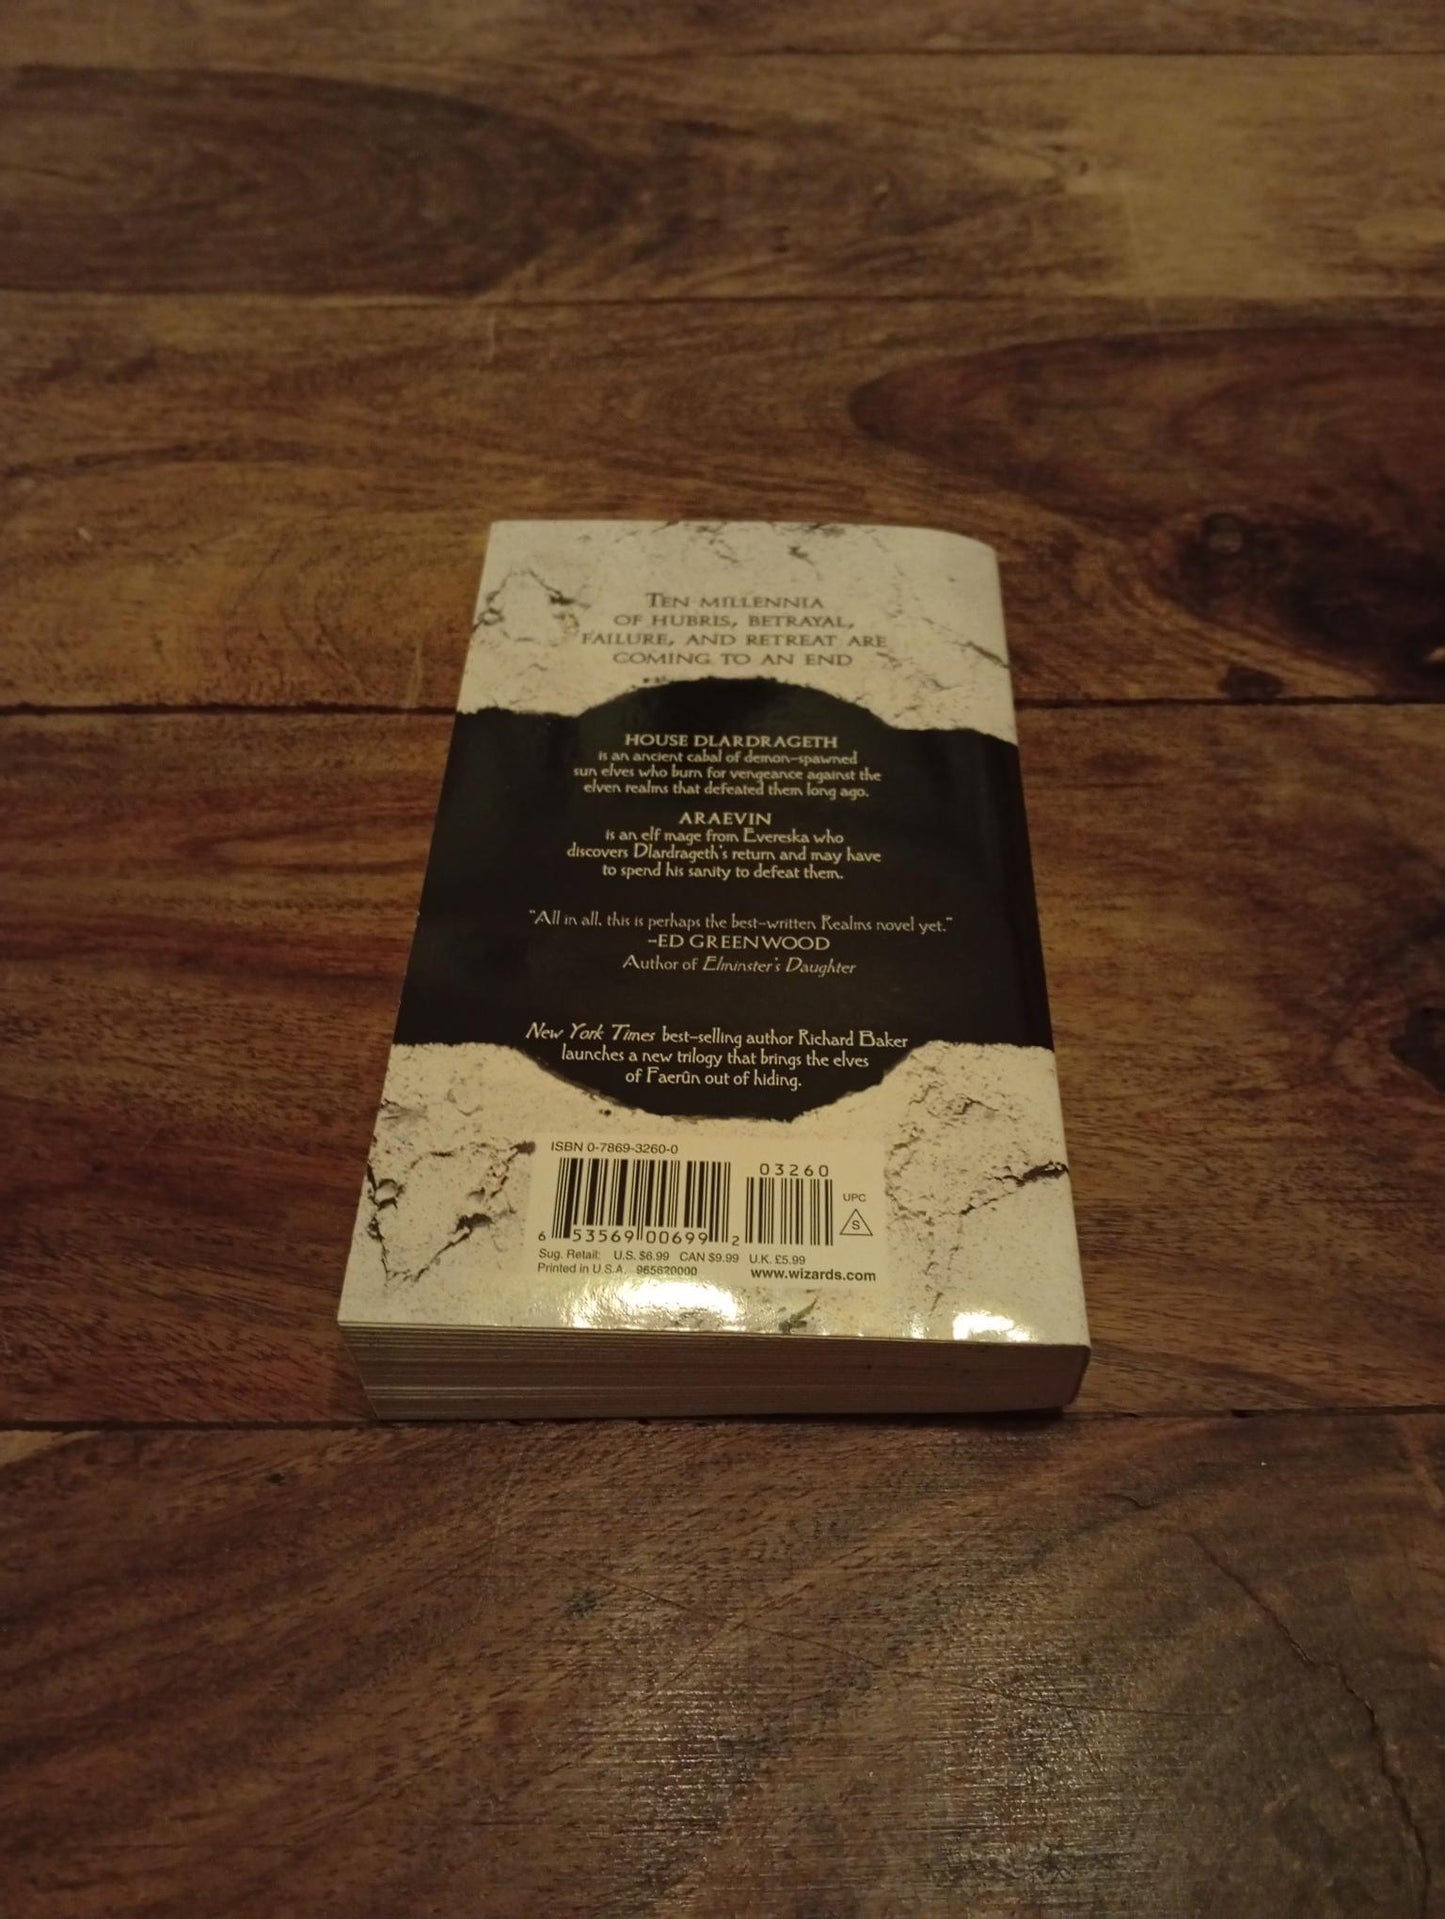 TEN MILLENNIA
OF HUBRIS, BETRAYAL,
FAILURE, AND RETREAT ARE
COMING TO AN END
HOUSE DLARDRAGETH
is an ancient cabal of demon-spawned
sun elves who burn for vengeance against the
elven realms that defeated them long ago.
ARAEVIN
is an elf mage from Evereska who
discovers Dlardrageth's return and may have
to spend his sanity to defeat them.
"All in all, this is perhaps the best-written Realms novel yet."
-ED GREENWOOD
Author of Elminster's Daughter
New York Times best-selling author Richard Baker
launches a new trilogy that brings the elves
of Faerûn out of hiding.
ISBN 0-7869-3260-0
03260
UPC
S
6 53569 00699 2
Sug. Retail: U.S. $6.99 CAN $9.99 U.K. £5.99
Printed in U.S.A. 965620000 www.wizards.com